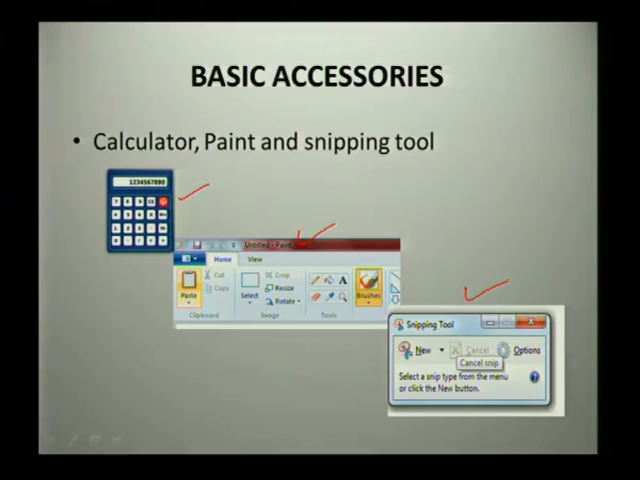 BASIC ACCESSORIES
• Calculator, Paint and snipping tool
1234567890
Untitled - Paint
Home View
Paste Cut Copy Select Crop Resize Rotate A Brushes
Clipboard Image Tools
Snipping Tool
New Cancel Options
Cancel snip
Select a snip type from the menu
or click the New button.